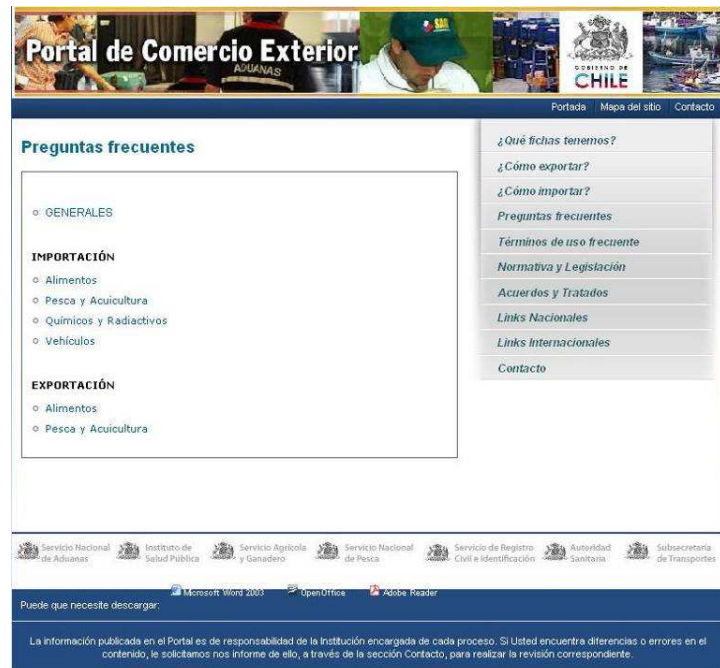 Portal de Comercio Exterior
ADUANAS
SAG
GOBIERNO DE
CHILE
Portada Mapa del sitio Contacto
Preguntas frecuentes
GENERALES
IMPORTACIÓN
Alimentos
Pesca y Acuicultura
Químicos y Radiactivos
Vehículos
EXPORTACIÓN
Alimentos
Pesca y Acuicultura
¿Qué fichas tenemos?
¿Cómo exportar?
¿Cómo importar?
Preguntas frecuentes
Términos de uso frecuente
Normativa y Legislación
Acuerdos y Tratados
Links Nacionales
Links Internacionales
Contacto
Servicio Nacional
de Aduanas
Instituto de
Salud Pública
Servicio Agrícola
y Ganadero
Servicio Nacional
de Pesca
Servicio de Registro
Civil e Identificación
Autoridad
Sanitaria
Subsecretaría
de Transportes
Microsoft Word 2003 OpenOffice Adobe Reader
Puede que necesite descargar:
La información publicada en el Portal es de responsabilidad de la Institución encargada de cada proceso. Si Usted encuentra diferencias o errores en el
contenido, le solicitamos nos informe de ello, a través de la sección Contacto, para realizar la revisión correspondiente.